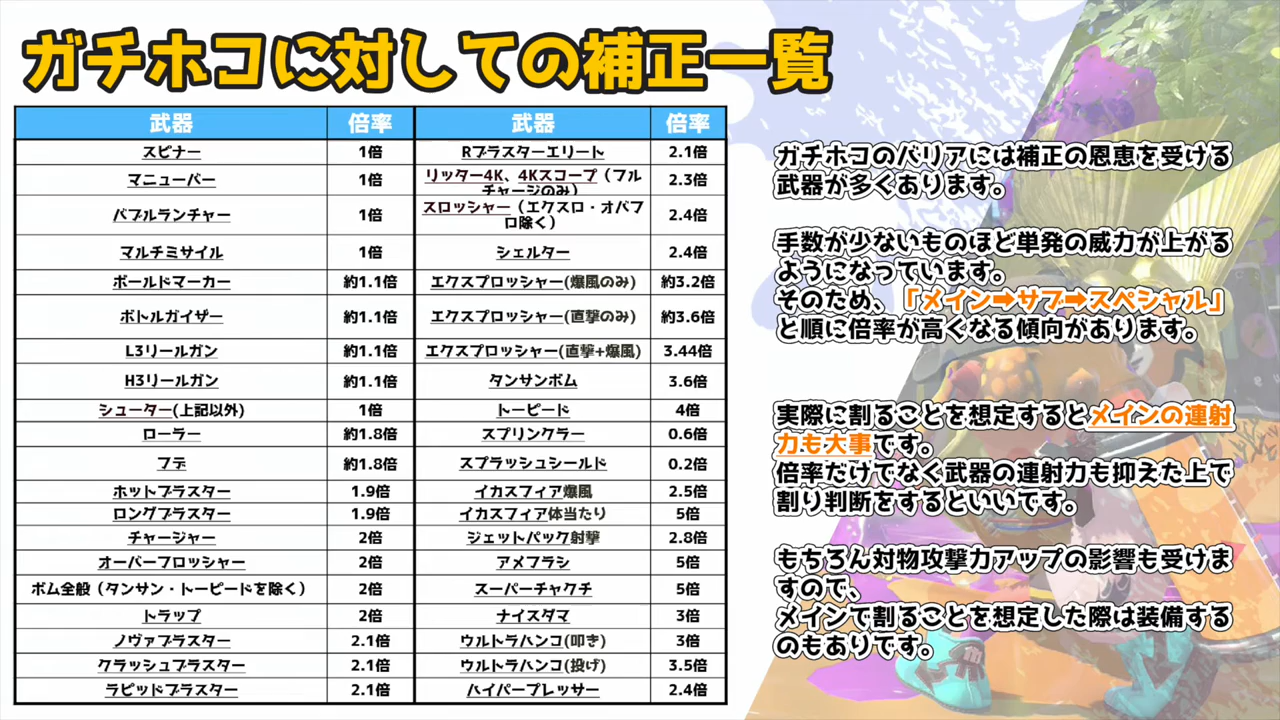 ガチホコに対しての補正一覧
武器 倍率 武器 倍率
スピナー 1倍 Rブラスターエリート 2.1倍
マニューバー 1倍 リッター4K、4Kスコープ（フル
チャージのみ） 2.3倍
バブルランチャー 1倍 スロッシャー（エクスロ・オバフ
ロ除く） 2.4倍
マルチミサイル 1倍 シェルター 2.4倍
ボールドマーカー 約1.1倍 エクスプロッシャー(爆風のみ) 約3.2倍
ボトルガイザー 約1.1倍 エクスプロッシャー(直撃のみ) 約3.6倍
L3リールガン 約1.1倍 エクスプロッシャー(直撃+爆風) 3.44倍
H3リールガン 約1.1倍 タンサンボム 3.6倍
シューター(上記以外) 1倍 トーピード 4倍
ローラー 約1.8倍 スプリンクラー 0.6倍
フデ 約1.8倍 スプラッシュシールド 0.2倍
ホットブラスター 1.9倍 イカスフィア爆風 2.5倍
ロングブラスター 1.9倍 イカスフィア体当たり 5倍
チャージャー 2倍 ジェットパック射撃 2.8倍
オーバーフロッシャー 2倍 アメフラシ 5倍
ボム全般（タンサン・トーピードを除く） 2倍 スーパーチャクチ 5倍
トラップ 2倍 ナイスダマ 3倍
ノヴァブラスター 2.1倍 ウルトラハンコ(叩き) 3倍
クラッシュブラスター 2.1倍 ウルトラハンコ(投げ) 3.5倍
ラピッドブラスター 2.1倍 ハイパープレッサー 2.4倍
ガチホコのバリアには補正の恩恵を受ける
武器が多くあります。
手数が少ないものほど単発の威力が上がる
ようになっています。
そのため、「メイン➡サブ➡スペシャル」
と順に倍率が高くなる傾向があります。
実際に割ることを想定するとメインの連射
力も大事です。
倍率だけでなく武器の連射力も抑えた上で
割り判断をするといいです。
もちろん対物攻撃力アップの影響も受けま
すので、
メインで割ることを想定した際は装備する
のもありです。